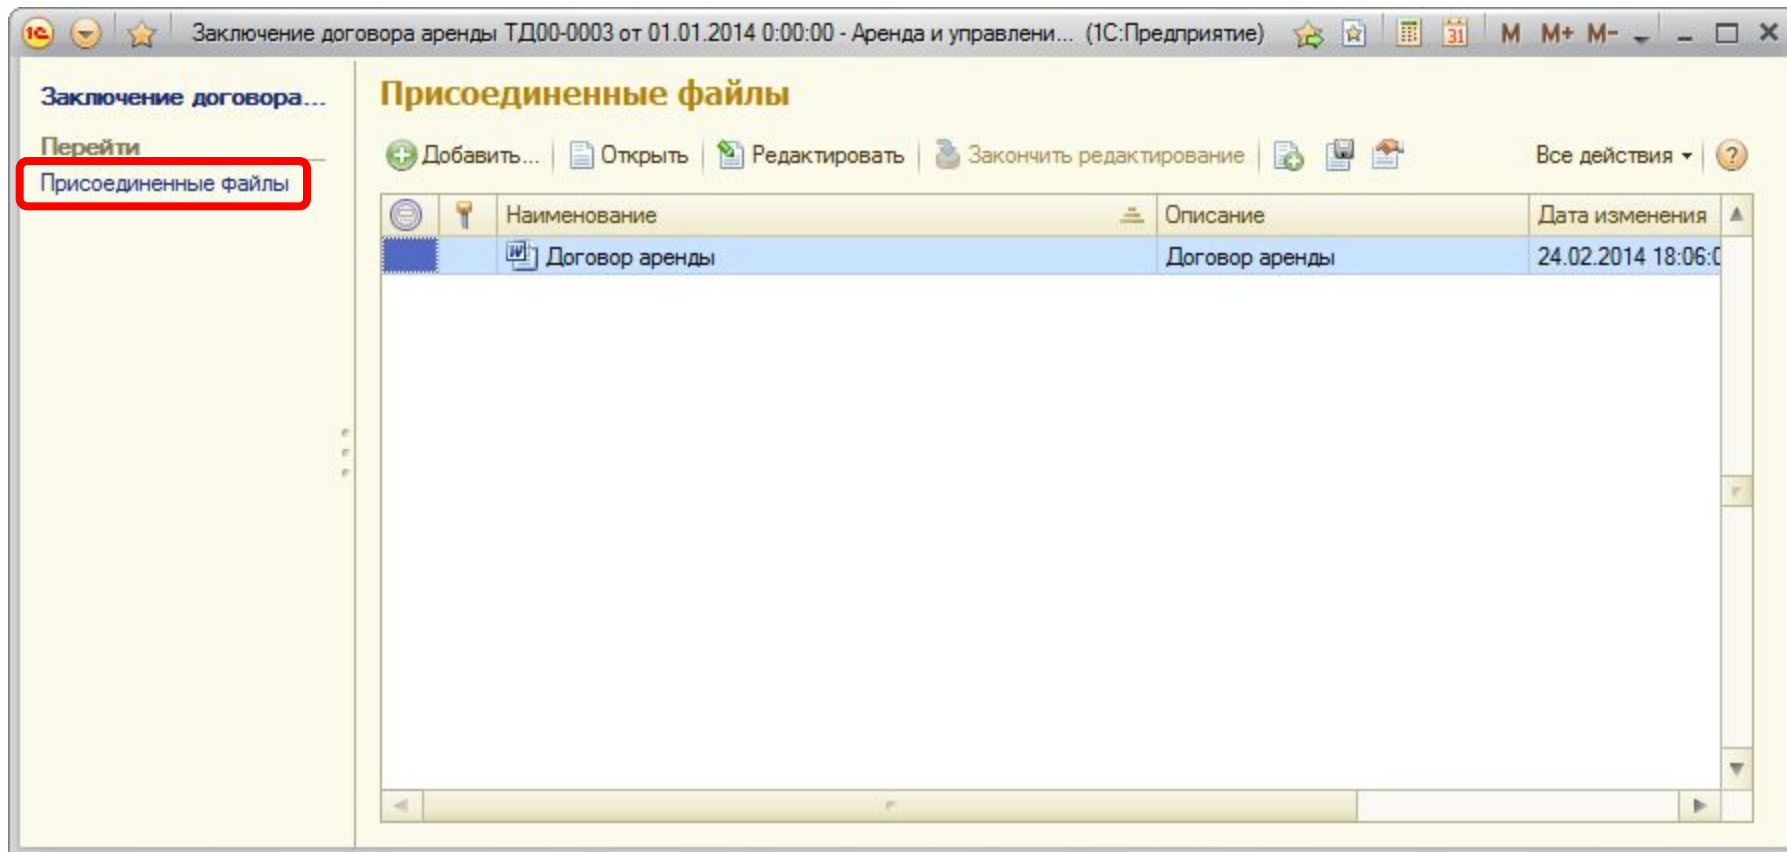 1С Заключение договора аренды ТД00-0003 от 01.01.2014 0:00:00 - Аренда и управлени... (1С:Предприятие) 31 M M+ M-
Заключение договора...
Перейти
Присоединенные файлы
Присоединенные файлы
Добавить... Открыть Редактировать Закончить редактирование Все действия ?
Наименование Описание Дата изменения
W Договор аренды Договор аренды 24.02.2014 18:06:0